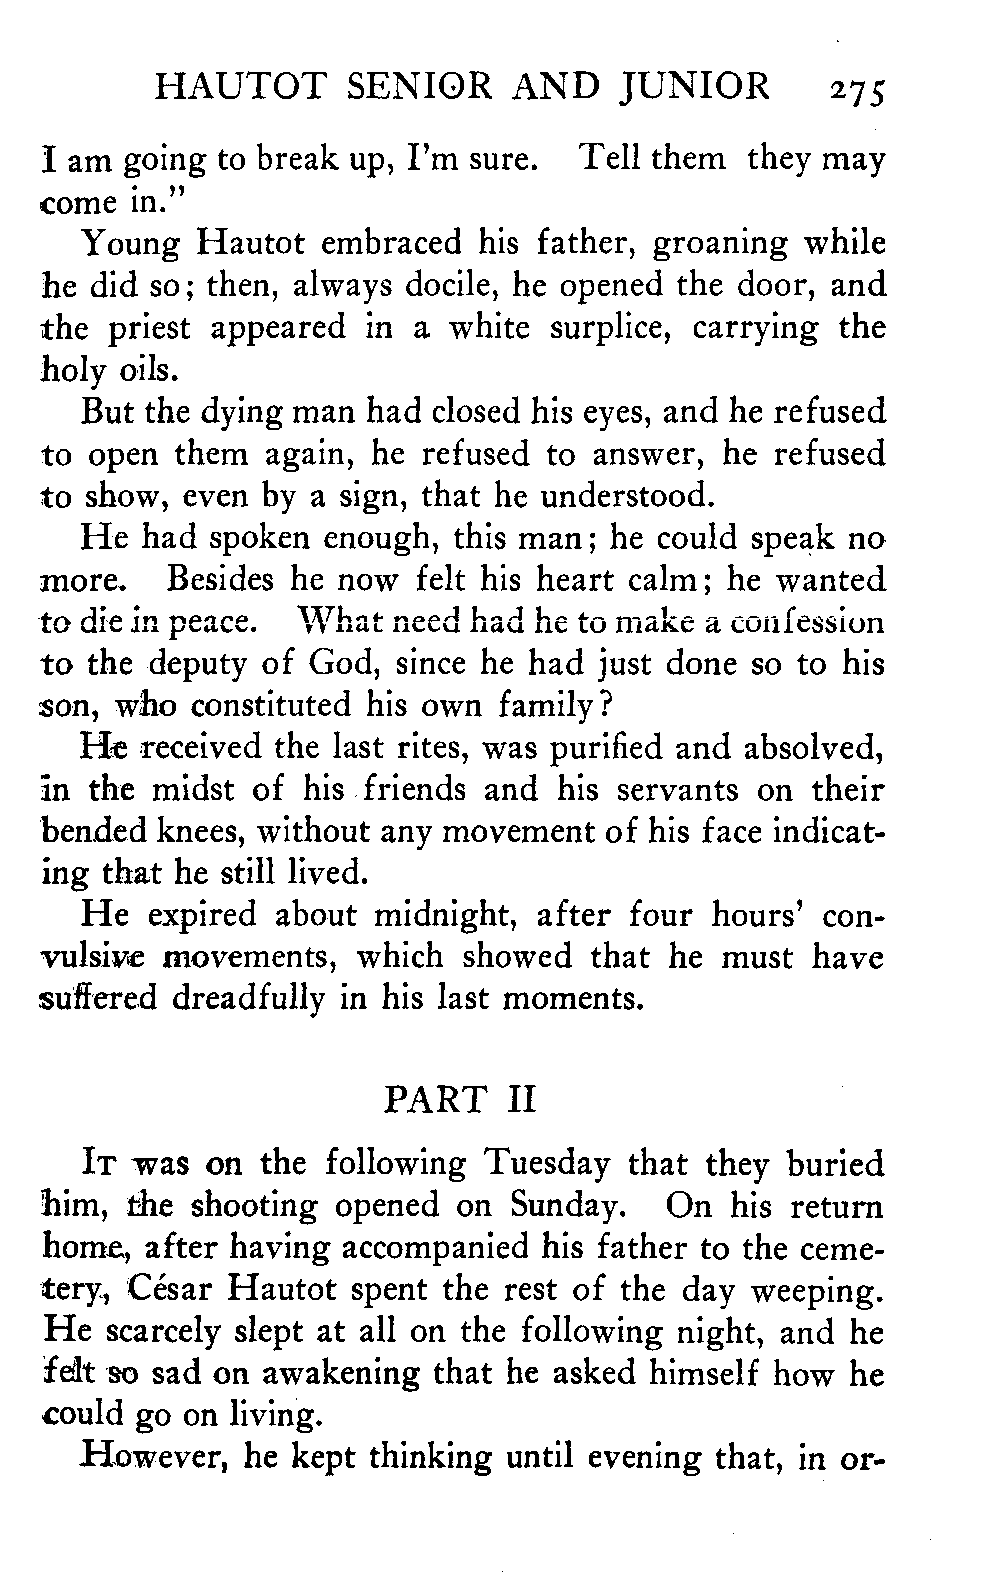 HAUTOT SENIOR AND JUNIOR 275
I am going to break up, I'm sure. Tell them they may
come in."
Young Hautot embraced his father, groaning while
he did so; then, always docile, he opened the door, and
the priest appeared in a white surplice, carrying the
holy oils.
But the dying man had closed his eyes, and he refused
to open them again, he refused to answer, he refused
to show, even by a sign, that he understood.
He had spoken enough, this man; he could speak no
more. Besides he now felt his heart calm; he wanted
to die in peace. What need had he to make a confession
to the deputy of God, since he had just done so to his
son, who constituted his own family?
He received the last rites, was purified and absolved,
in the midst of his friends and his servants on their
bended knees, without any movement of his face indicat-
ing that he still lived.
He expired about midnight, after four hours' con-
vulsive movements, which showed that he must have
suffered dreadfully in his last moments.
PART II
IT was on the following Tuesday that they buried
him, the shooting opened on Sunday. On his return
home, after having accompanied his father to the ceme-
tery, César Hautot spent the rest of the day weeping.
He scarcely slept at all on the following night, and he
felt so sad on awakening that he asked himself how he
could go on living.
However, he kept thinking until evening that, in or-